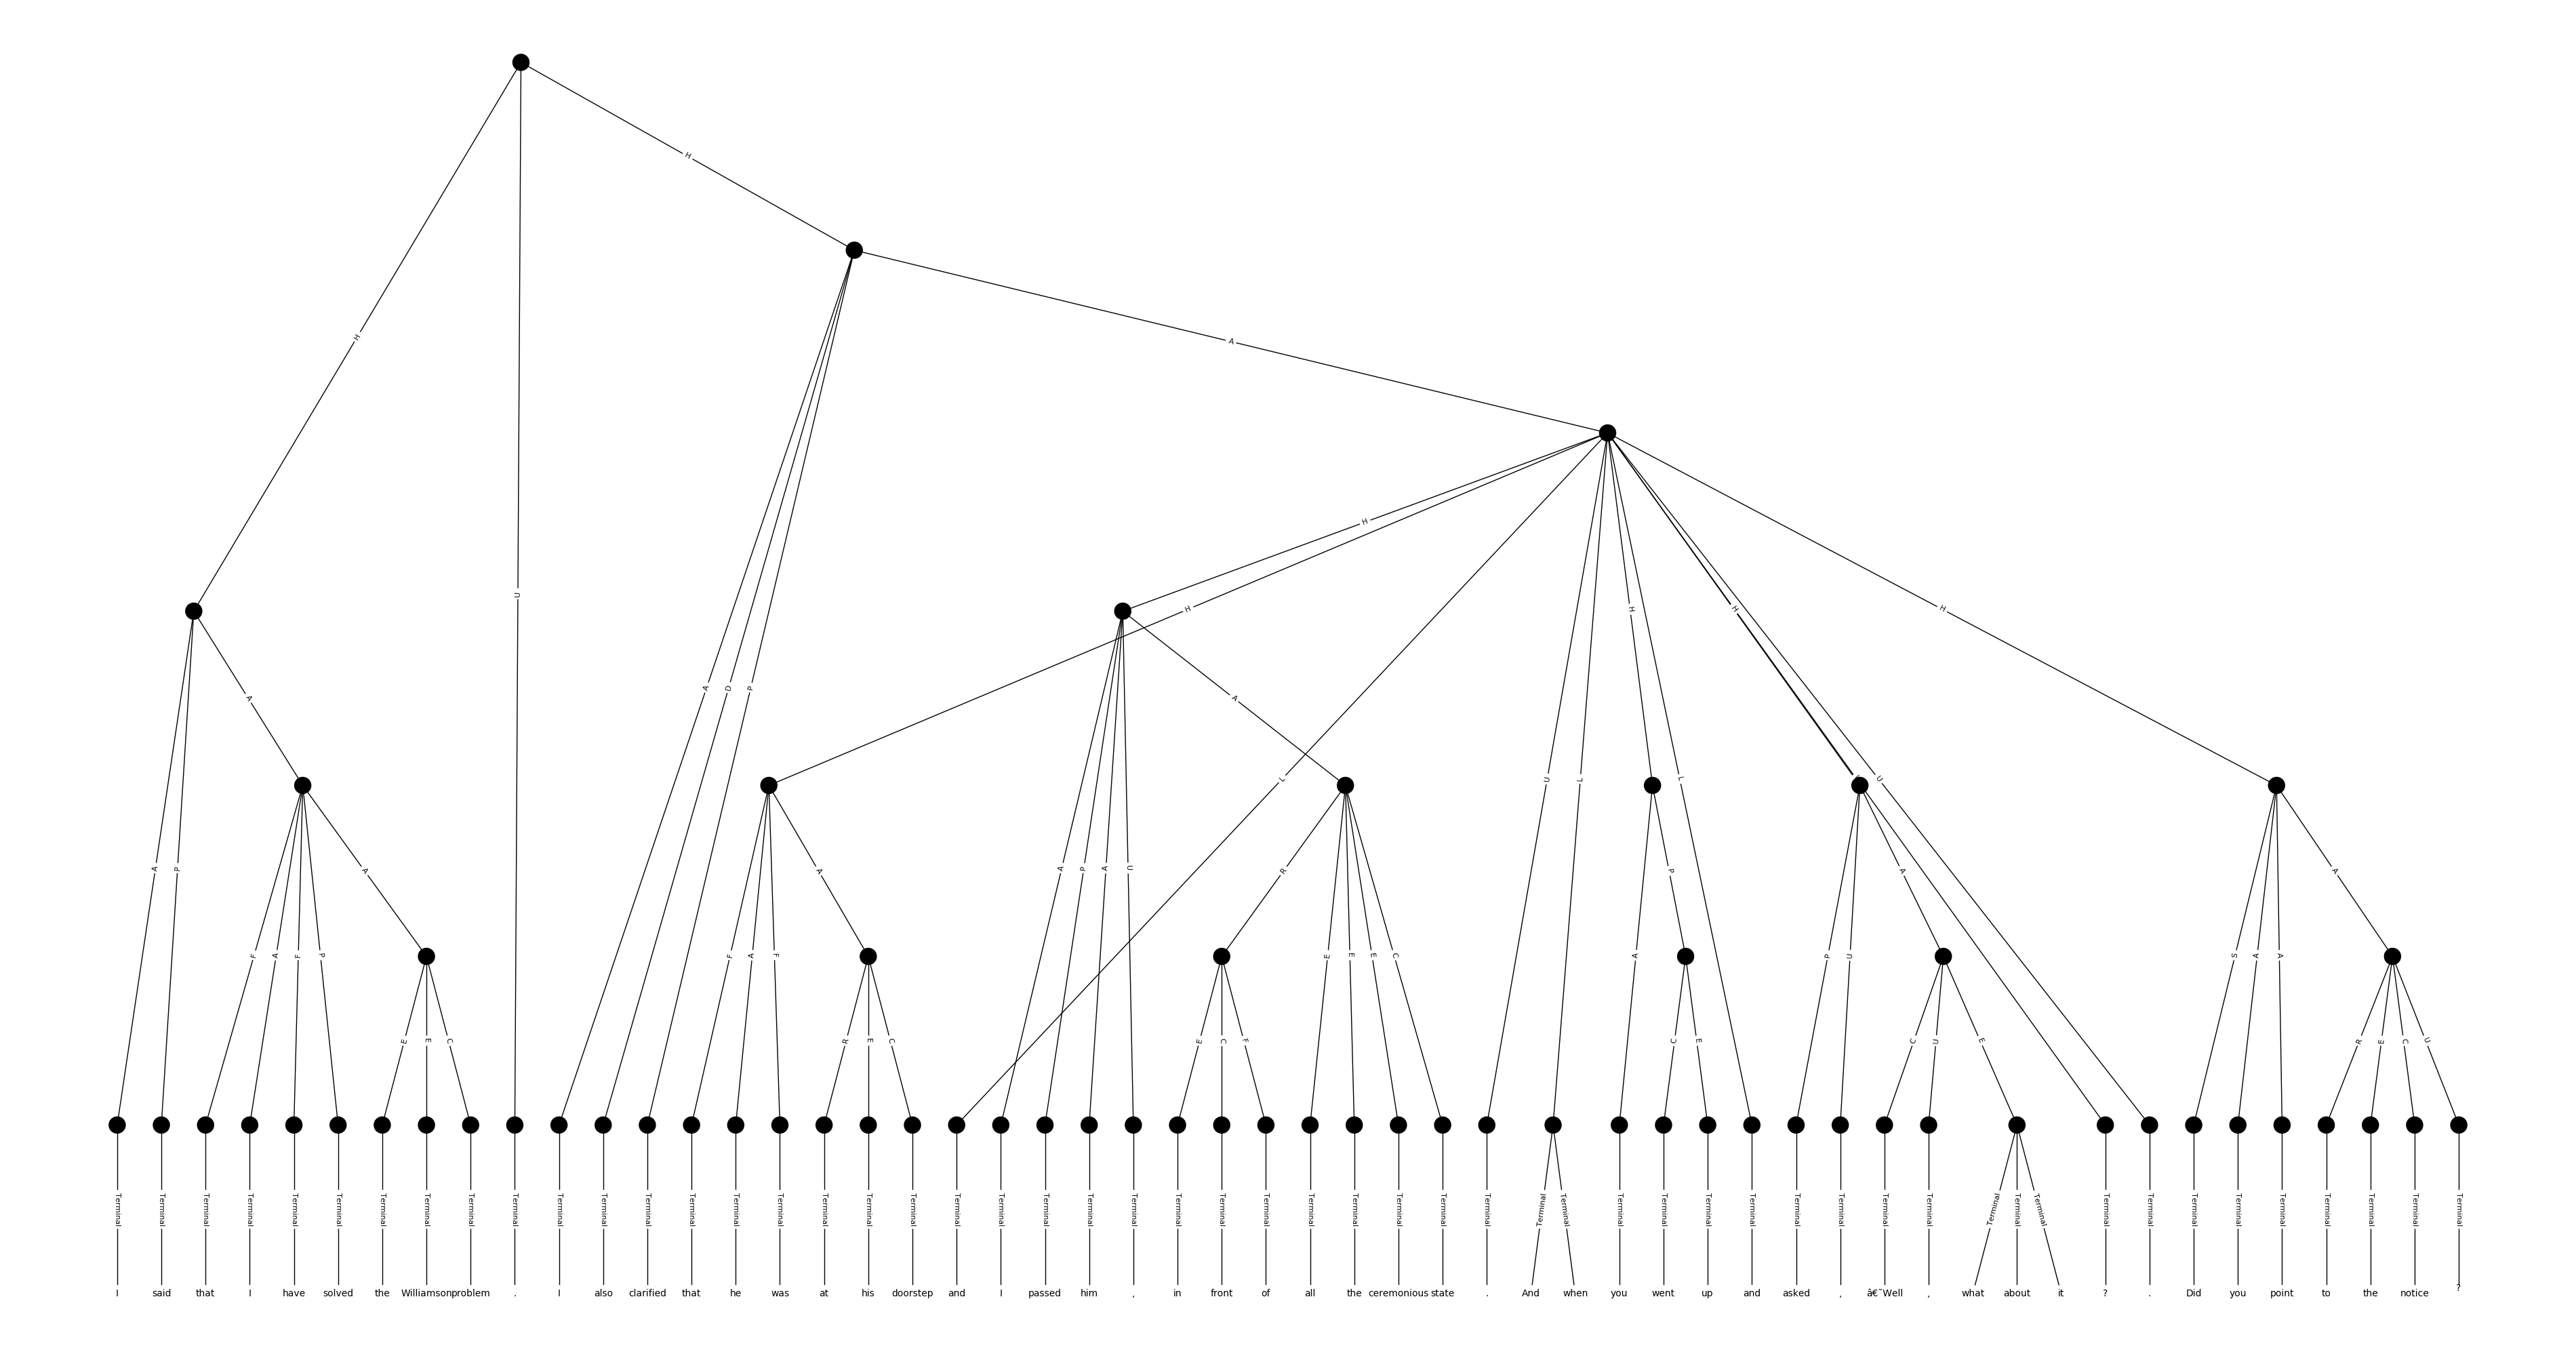 H
H
A
H
U
H
H
H
H
H
H
A
D
P
A
A
L
U
L
L
U
A
P
A
P
A
U
R
A
P
A
A
F
A
F
P
F
A
F
E
E
E
C
A
P
U
S
A
A
E
E
C
R
E
C
E
C
F
C
E
C
U
E
R
E
C
U
Terminal Terminal Terminal Terminal Terminal Terminal Terminal Terminal Terminal Terminal Terminal Terminal Terminal Terminal Terminal Terminal Terminal Terminal Terminal Terminal Terminal Terminal Terminal Terminal Terminal Terminal Terminal Terminal Terminal Terminal Terminal Terminal Terminal Terminal Terminal Terminal Terminal Terminal Terminal Terminal Terminal Terminal Terminal Terminal Terminal Terminal Terminal Terminal Terminal Terminal Terminal Terminal Terminal Terminal
I said that I have solved the Williamson problem . I also clarified that he was at his doorstep and I passed him , in front of all the ceremonious state . And when you went up and asked , â€˜Well , what about it ? . Did you point to the notice ?